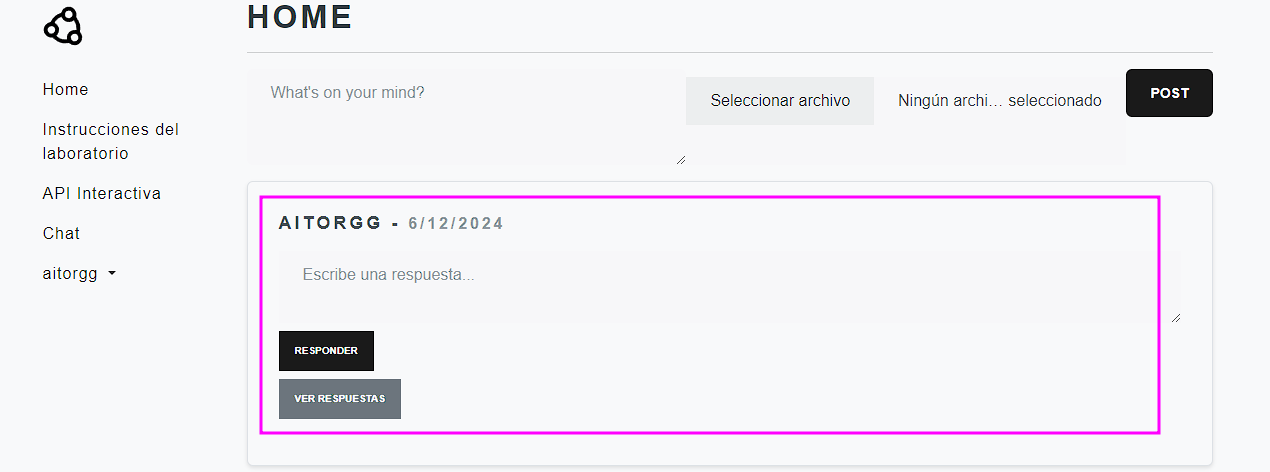 HOME
Home
Instrucciones del
laboratorio
API Interactiva
Chat
aitorgg
What's on your mind?
Seleccionar archivo
Ningún archi... seleccionado
POST
AITORGG - 6/12/2024
Escribe una respuesta...
RESPONDER
VER RESPUESTAS